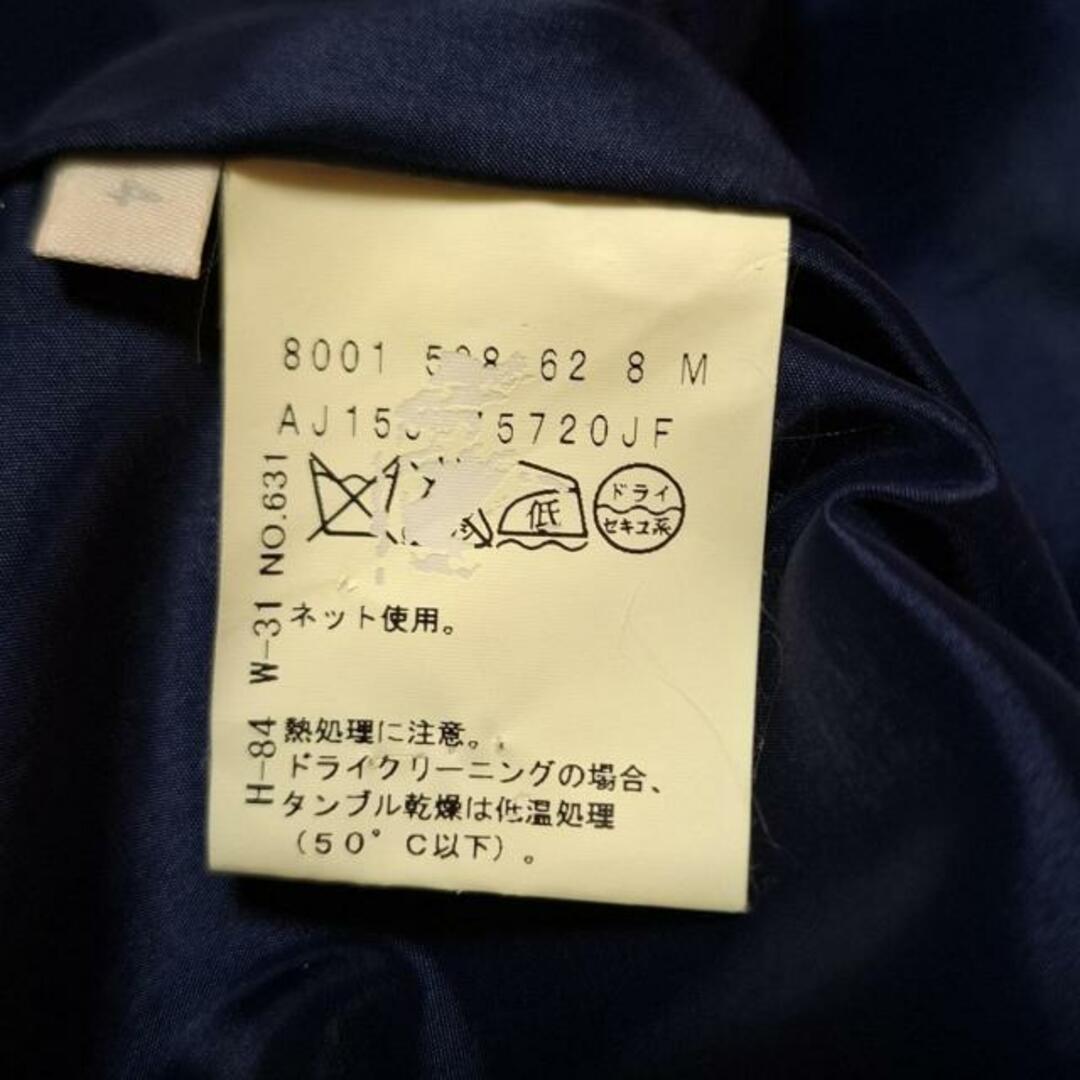 4
8001 62 8 M
ドライ
低
セキユ系
ネット使用。
熱処理に注意。
ドライクリーニングの場合、
タンブル乾燥は低温処理
(50°C以下)。
H-84 W-31 NO.631